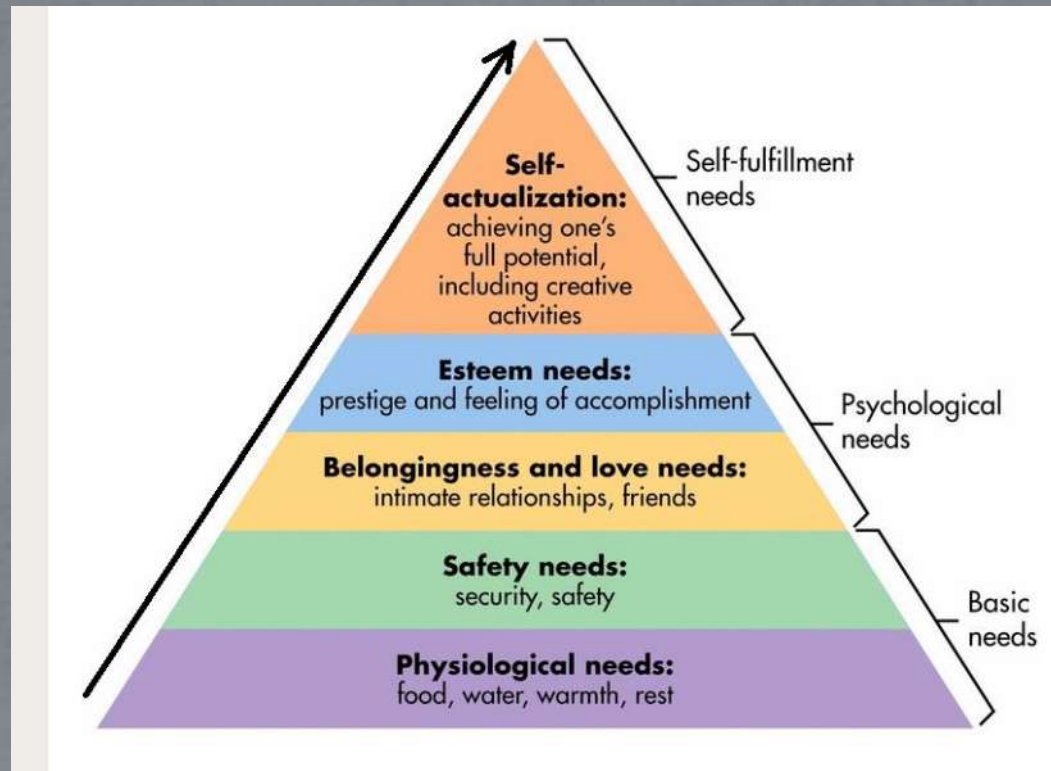 Self-
actualization:
achieving one's
full potential,
including creative
activities
Self-fulfillment
needs
Esteem needs:
prestige and feeling of accomplishment
Psychological
needs
Belongingness and love needs:
intimate relationships, friends
Safety needs:
security, safety
Basic
needs
Physiological needs:
food, water, warmth, rest